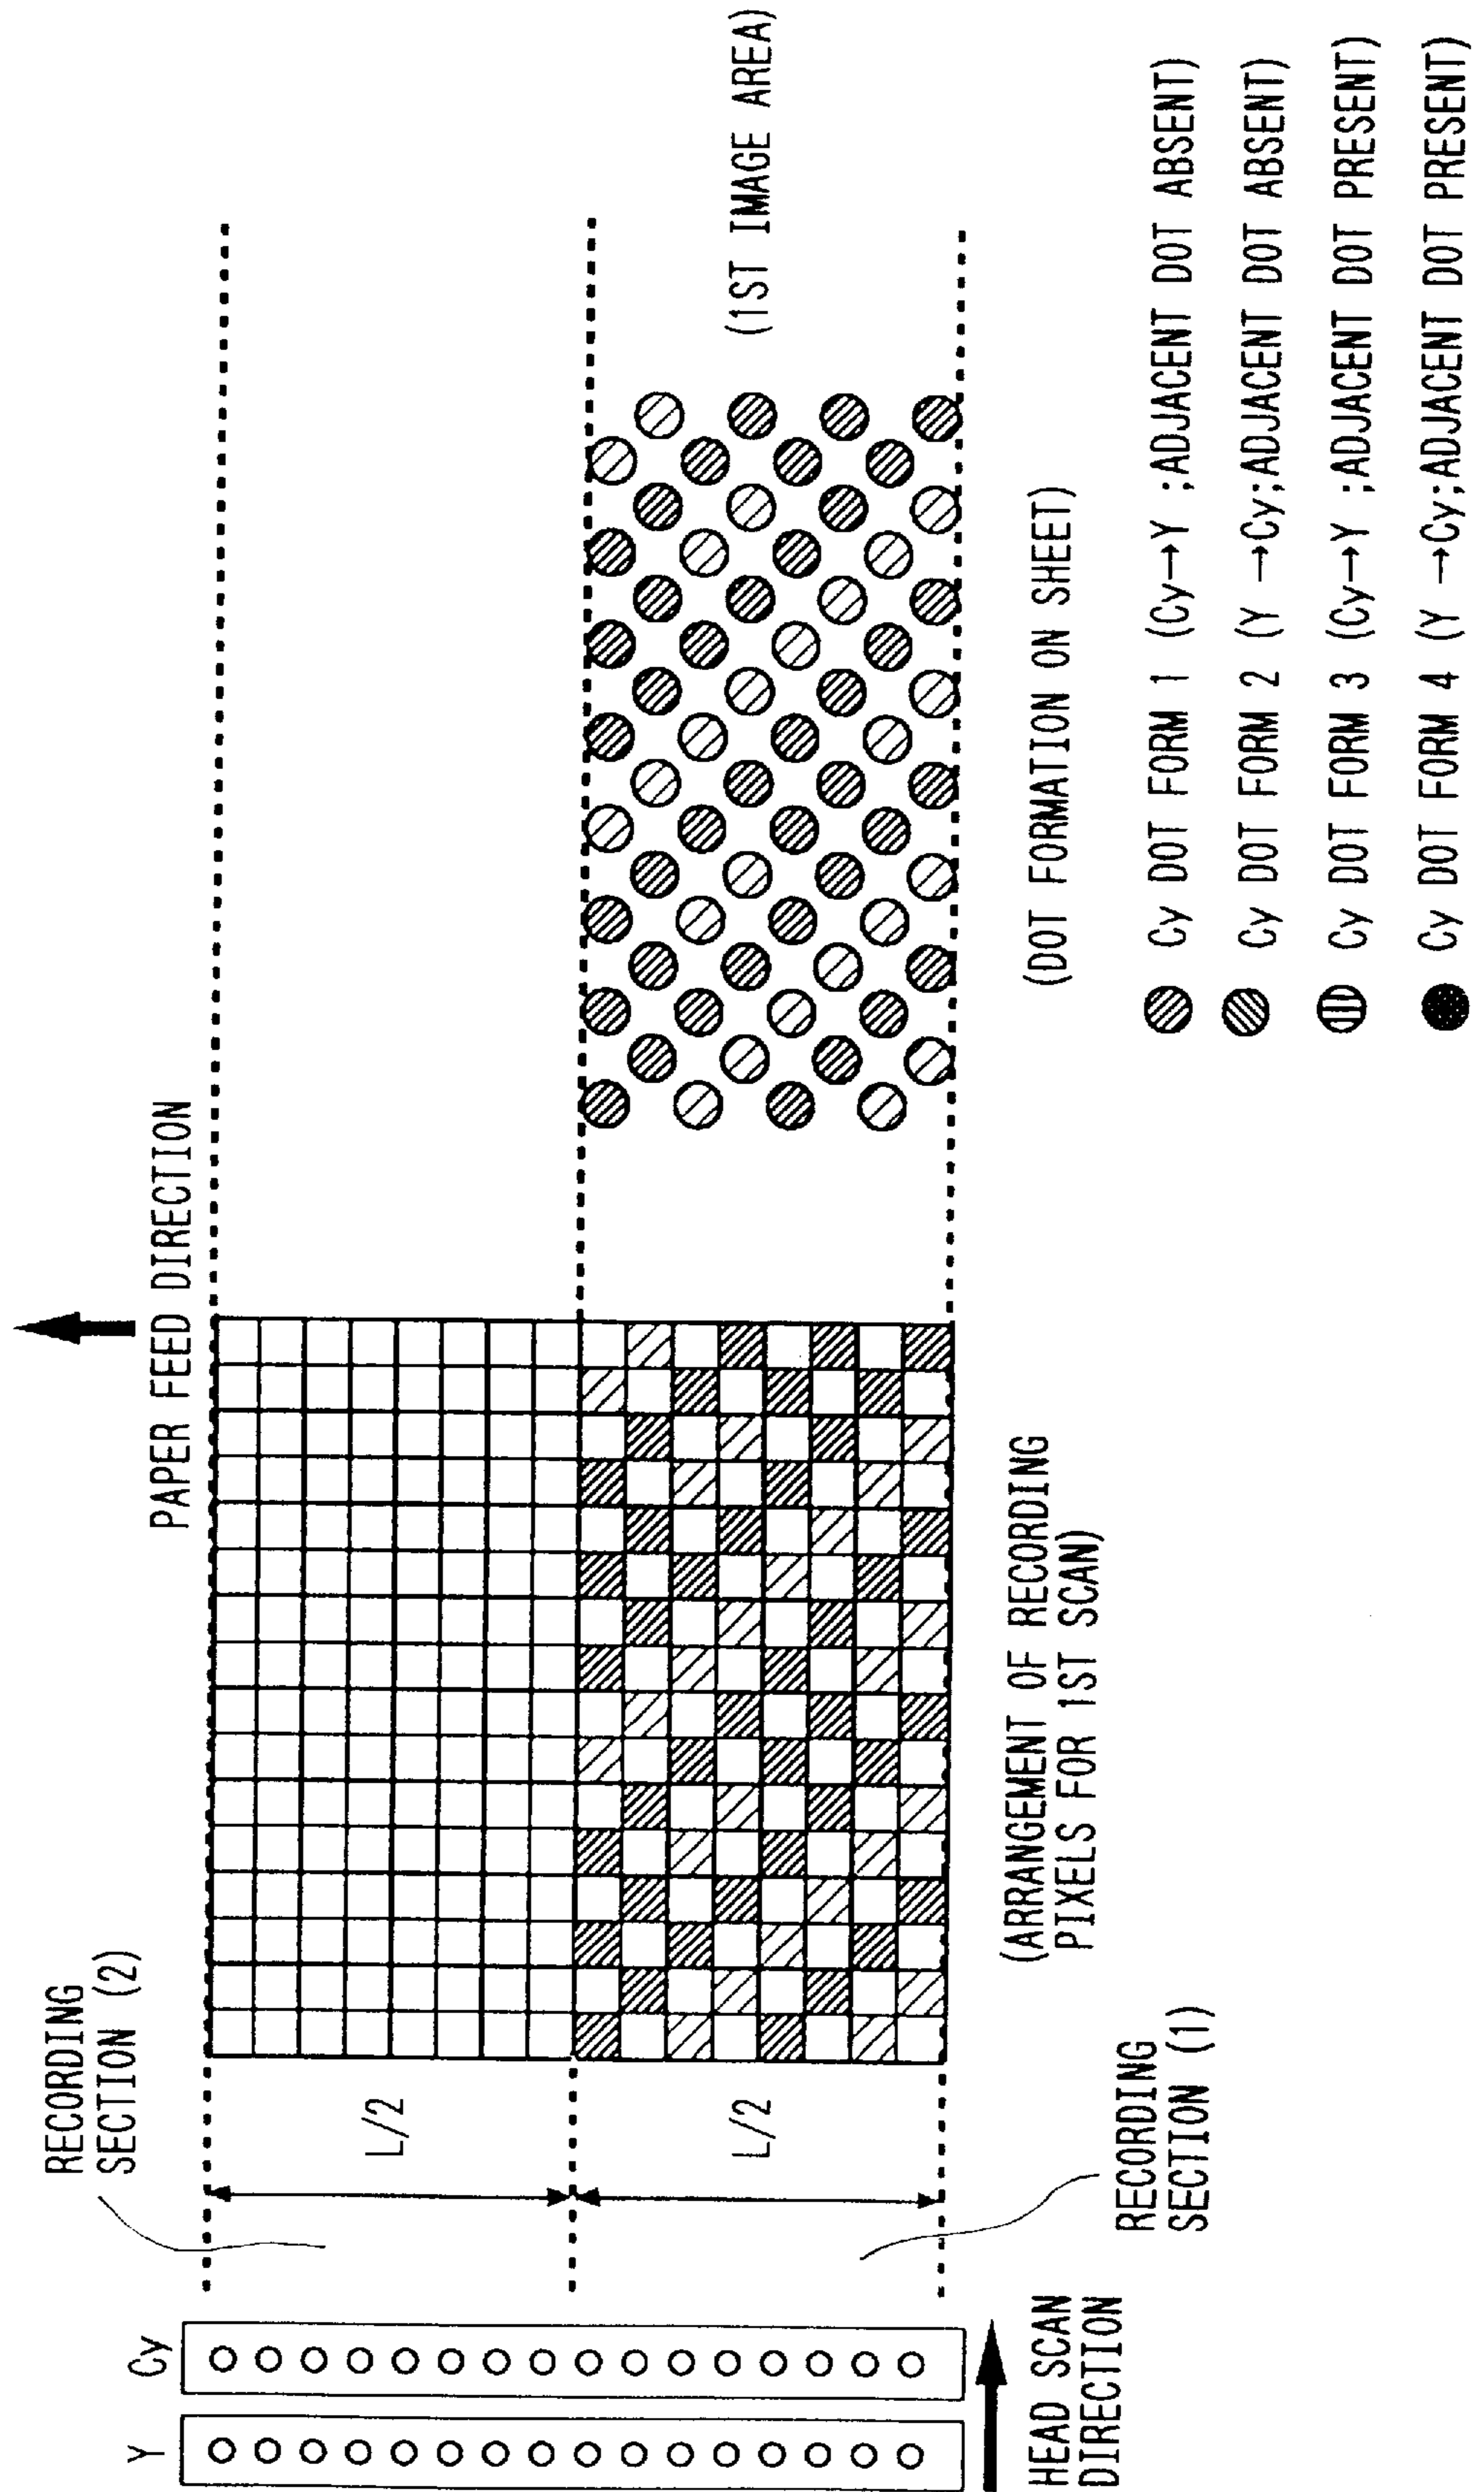 PAPER FEED DIRECTION
RECORDING
SECTION (2)
Y
Cy
L/2
L/2
(1ST IMAGE AREA)
HEAD SCAN
DIRECTION
RECORDING
SECTION (1)
(ARRANGEMENT OF RECORDING
PIXELS FOR 1ST SCAN)
(DOT FORMATION ON SHEET)
Cy DOT FORM 1 (Cy→Y ;ADJACENT DOT ABSENT)
Cy DOT FORM 2 (Y →Cy;ADJACENT DOT ABSENT)
Cy DOT FORM 3 (Cy→Y ;ADJACENT DOT PRESENT)
Cy DOT FORM 4 (Y →Cy;ADJACENT DOT PRESENT)